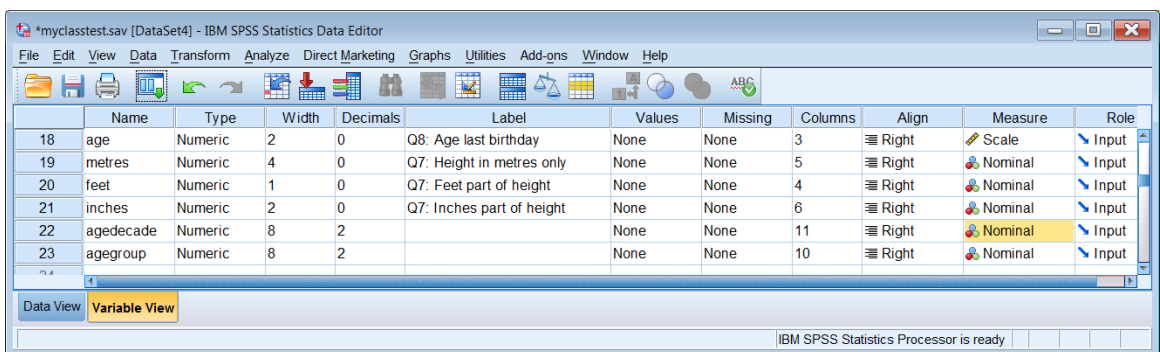 *myclasstest.sav [DataSet4] - IBM SPSS Statistics Data Editor
File Edit View Data Transform Analyze Direct Marketing Graphs Utilities Add-ons Window Help
ABC
Name Type Width Decimals Label Values Missing Columns Align Measure Role
18 age Numeric 2 0 Q8: Age last birthday None None 3 Right Scale Input
19 metres Numeric 4 0 Q7: Height in metres only None None 5 Right Nominal Input
20 feet Numeric 1 0 Q7: Feet part of height None None 4 Right Nominal Input
21 inches Numeric 2 0 Q7: Inches part of height None None 6 Right Nominal Input
22 agedecade Numeric 8 2 None None 11 Right Nominal Input
23 agegroup Numeric 8 2 None None 10 Right Nominal Input
Data View Variable View
IBM SPSS Statistics Processor is ready